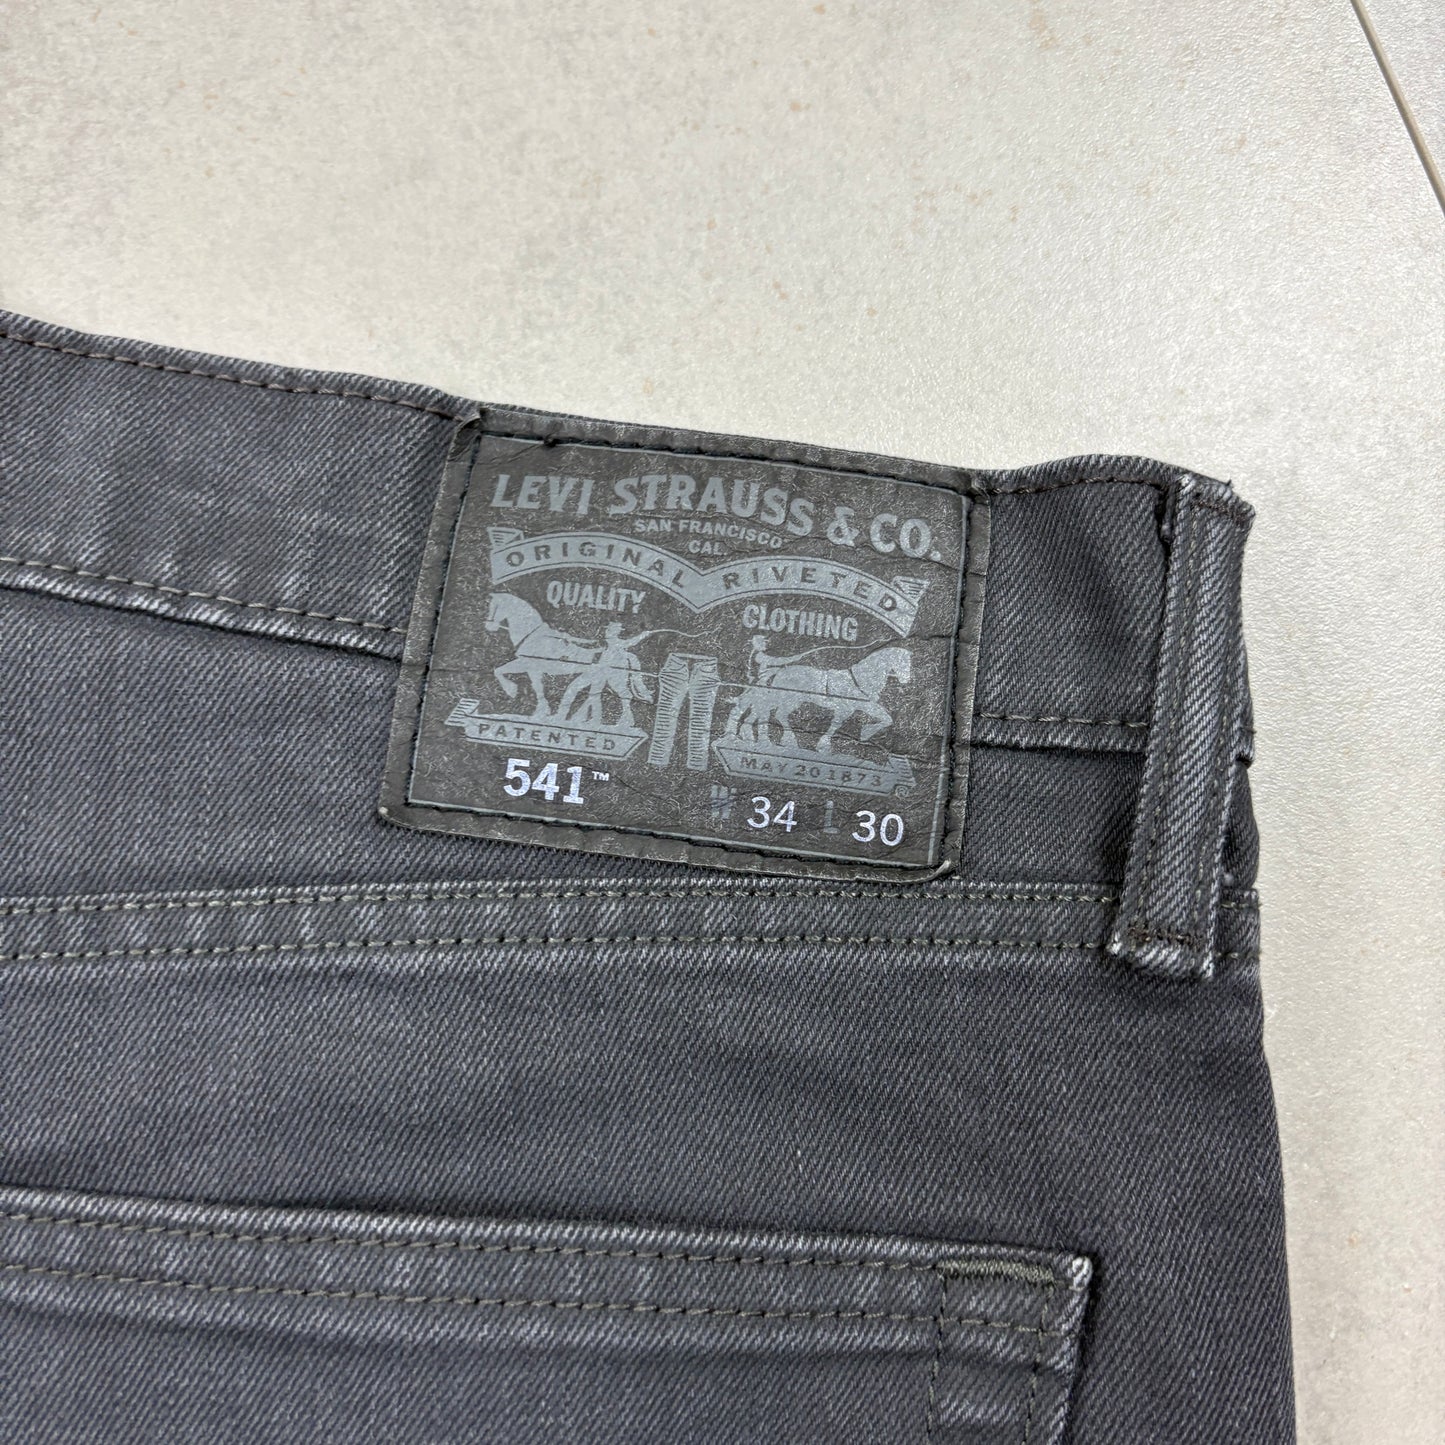 LEVI STRAUSS & CO.
SAN FRANCISCO
CAL.
ORIGINAL RIVETED
QUALITY CLOTHING
PATENTED MAY 20 1873
541™ W 34 L 30